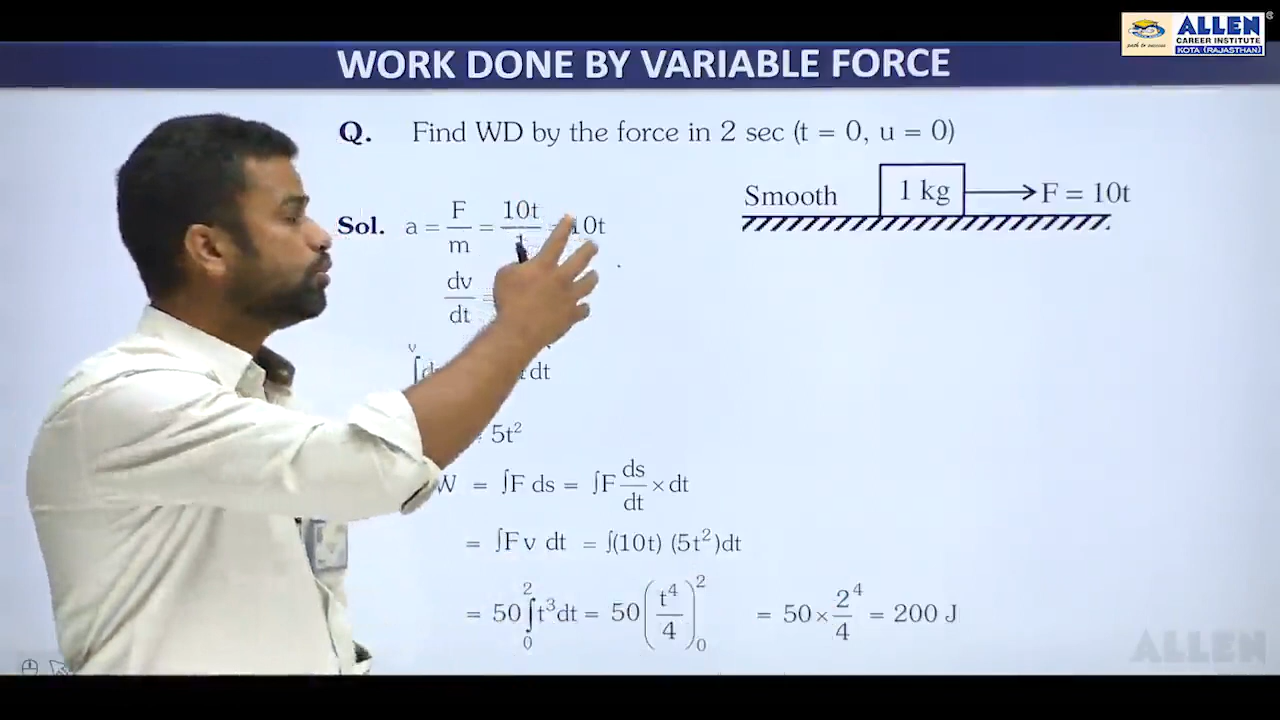 ALLEN
CAREER INSTITUTE
KOTA (RAJASTHAN)
WORK DONE BY VARIABLE FORCE
Q. Find WD by the force in 2 sec (t = 0, u = 0)
Smooth 1 kg F = 10t
Sol. a = F/m = 10t/1 = 10t
dv/dt =
∫ᵛ dt
5t²
W = ∫F ds = ∫F ds/dt × dt
= ∫F v dt = ∫(10t) (5t²)dt
= 50 ∫₀² t³dt = 50 (t⁴/4)₀² = 50 × 2⁴/4 = 200 J
ALLEN